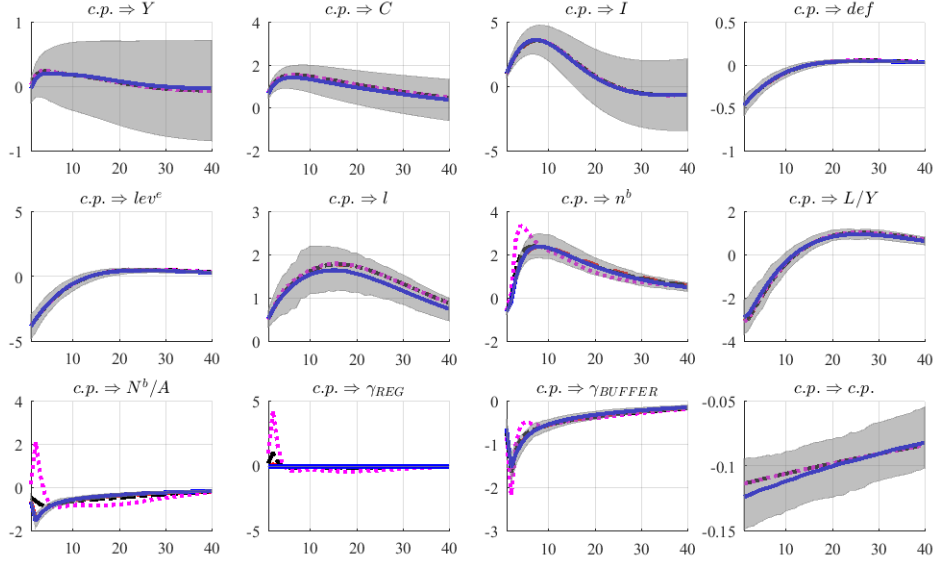 c.p. ⇒ Y
1
0
-1
10 20 30 40
c.p. ⇒ C
4
2
0
-2
10 20 30 40
c.p. ⇒ I
5
0
-5
10 20 30 40
c.p. ⇒ def
0.5
0
-0.5
-1
10 20 30 40
c.p. ⇒ lev^e
5
0
-5
10 20 30 40
c.p. ⇒ l
3
2
1
0
10 20 30 40
c.p. ⇒ n^b
4
2
0
-2
10 20 30 40
c.p. ⇒ L/Y
2
0
-2
-4
10 20 30 40
c.p. ⇒ N^b/A
4
2
0
-2
10 20 30 40
c.p. ⇒ γ_REG
5
0
-5
10 20 30 40
c.p. ⇒ γ_BUFFER
0
-1
-2
-3
10 20 30 40
c.p. ⇒ c.p.
-0.05
-0.1
-0.15
10 20 30 40